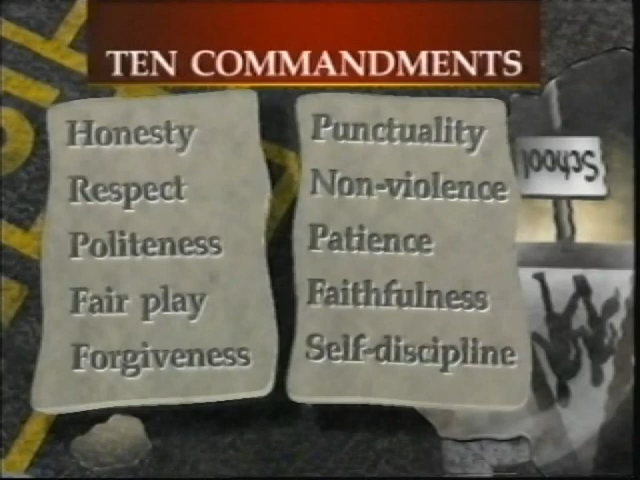 TEN COMMANDMENTS
Honesty
Respect
Politeness
Fair play
Forgiveness
Punctuality
Non-violence
Patience
Faithfulness
Self-discipline
School